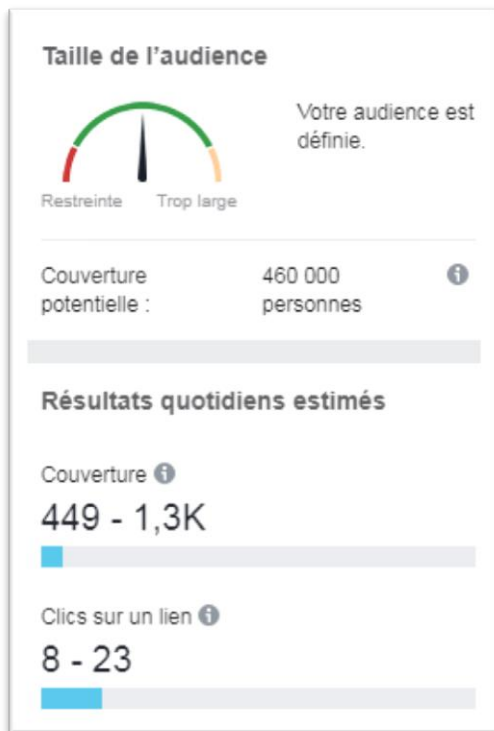 Taille de l'audience
Votre audience est
définie.
Restreinte Trop large
Couverture
potentielle :
460 000
personnes
Résultats quotidiens estimés
Couverture
449 - 1,3K
Clics sur un lien
8 - 23